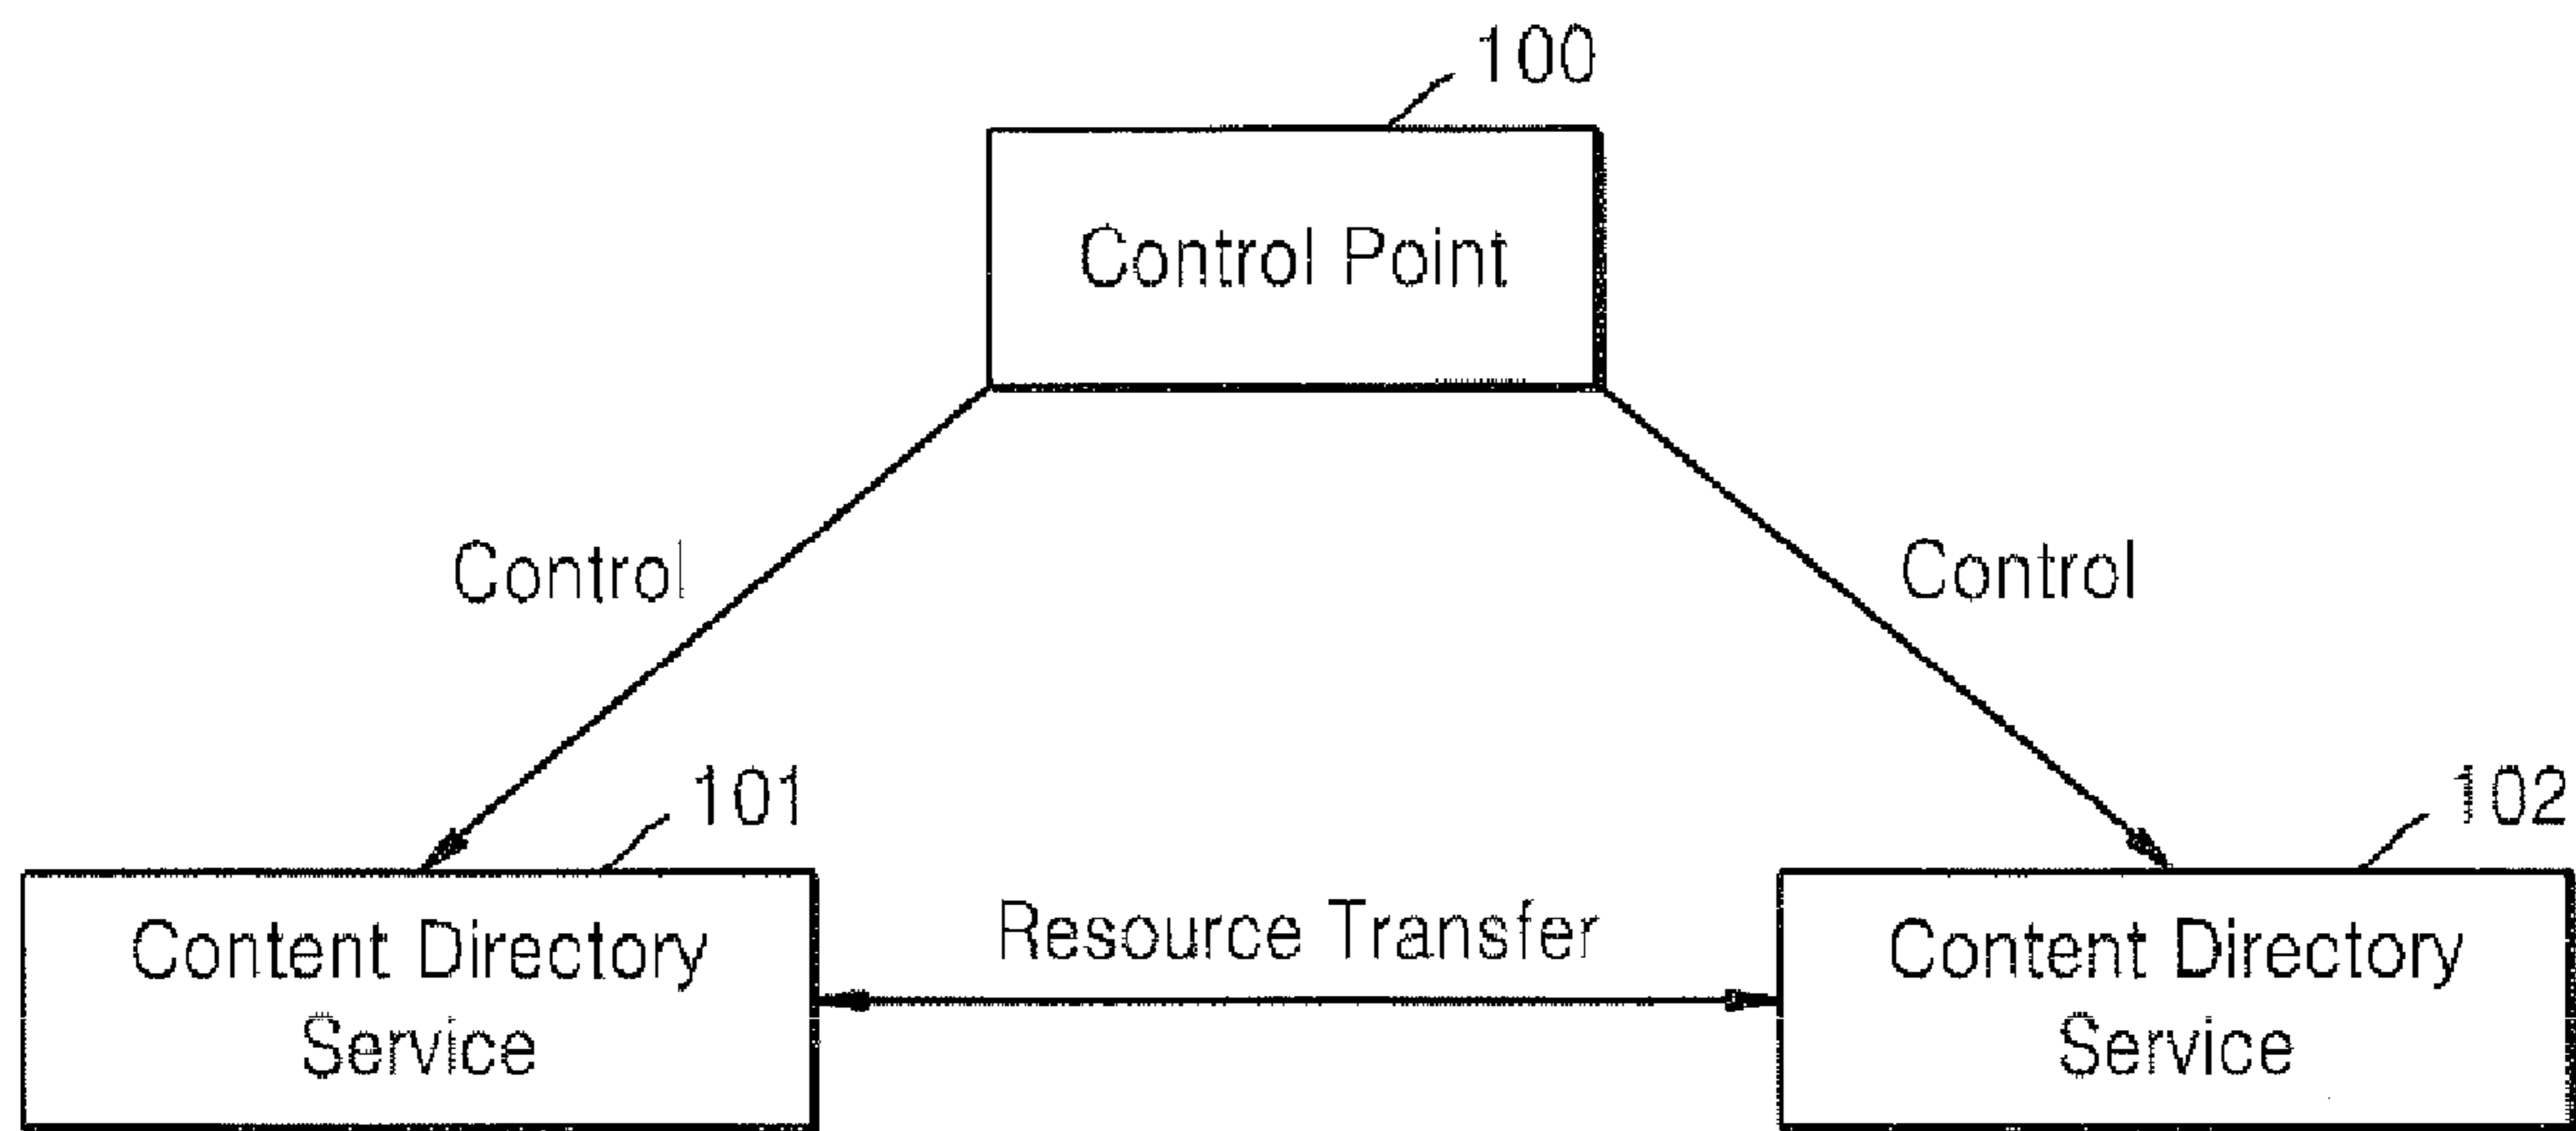 100
Control Point
Control
Control
101
102
Content Directory
Service
Resource Transfer
Content Directory
Service